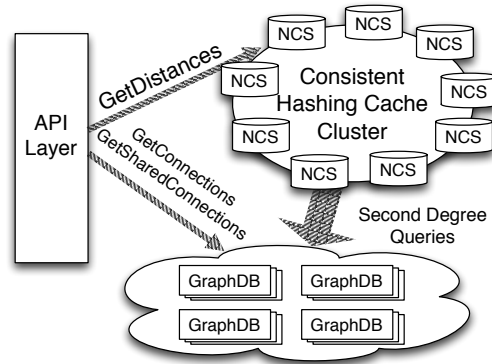 NCS
NCS
NCS
NCS
NCS
NCS
NCS
NCS
NCS
Consistent
Hashing Cache
Cluster
API
Layer
GetDistances
GetConnections
GetSharedConnections
Second Degree
Queries
GraphDB
GraphDB
GraphDB
GraphDB